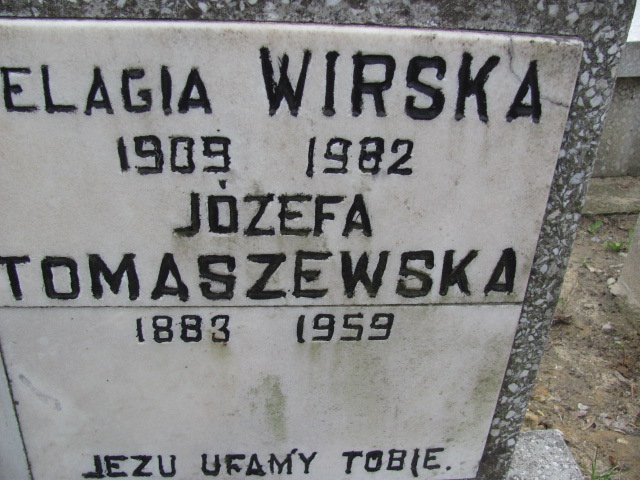 ELAGIA WIRSKA
1909 1982
JÓZEFA
TOMASZEWSKA
1883 1959
JEZU UFAMY TOBIE.